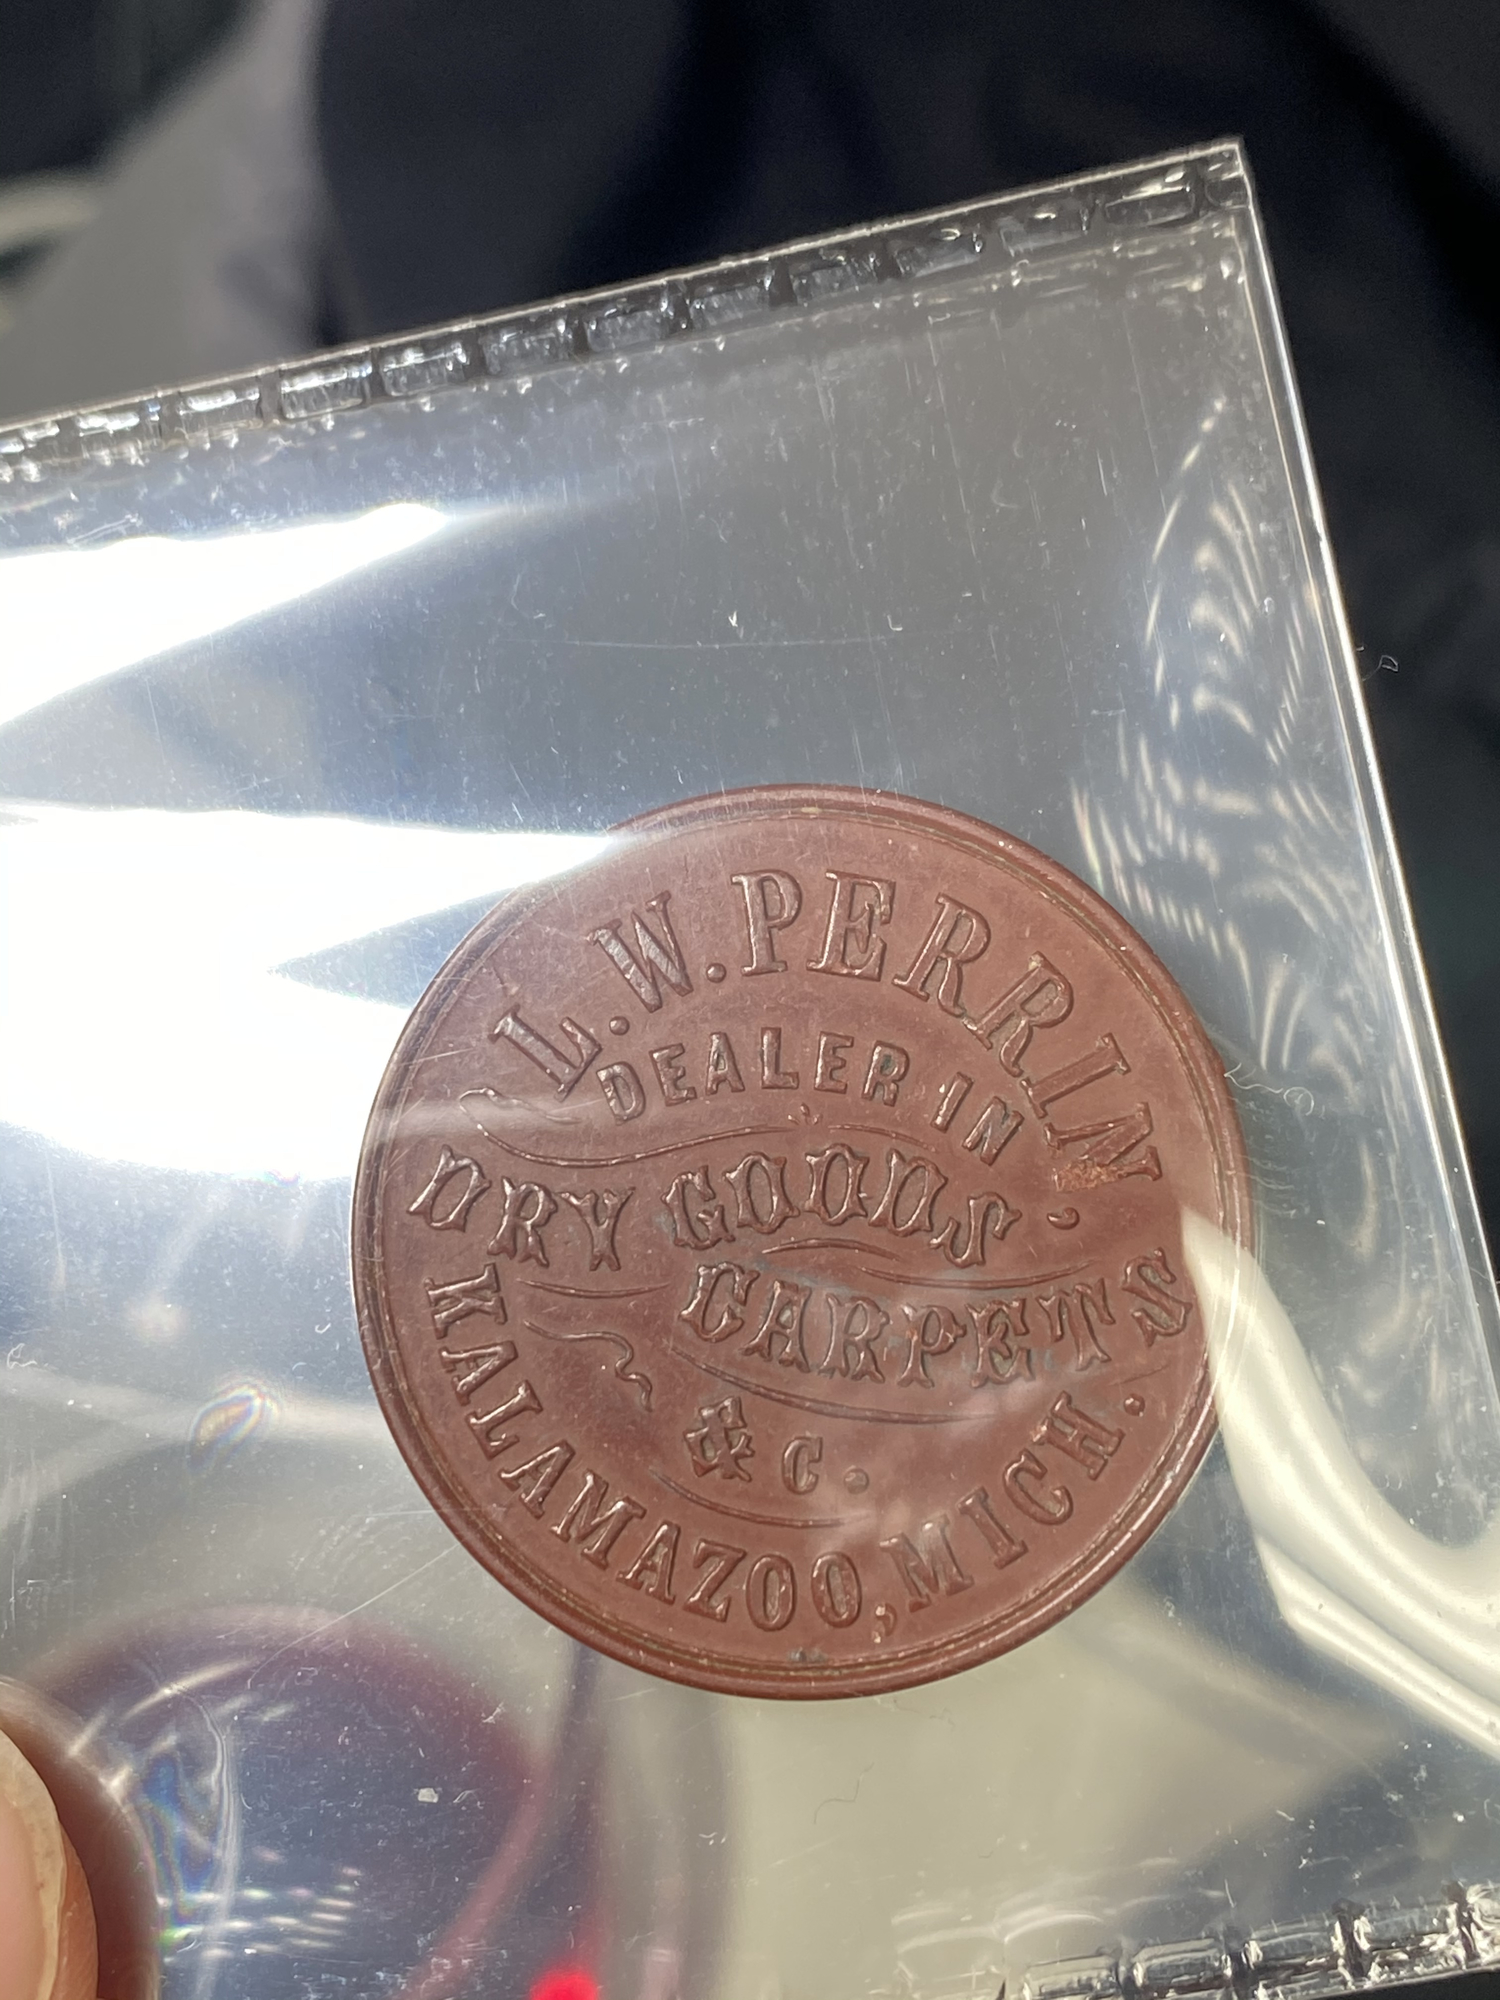 L.W.PERRIN,
DEALER IN
DRY GOODS
CARPETS
& C.
KALAMAZOO, MICH.